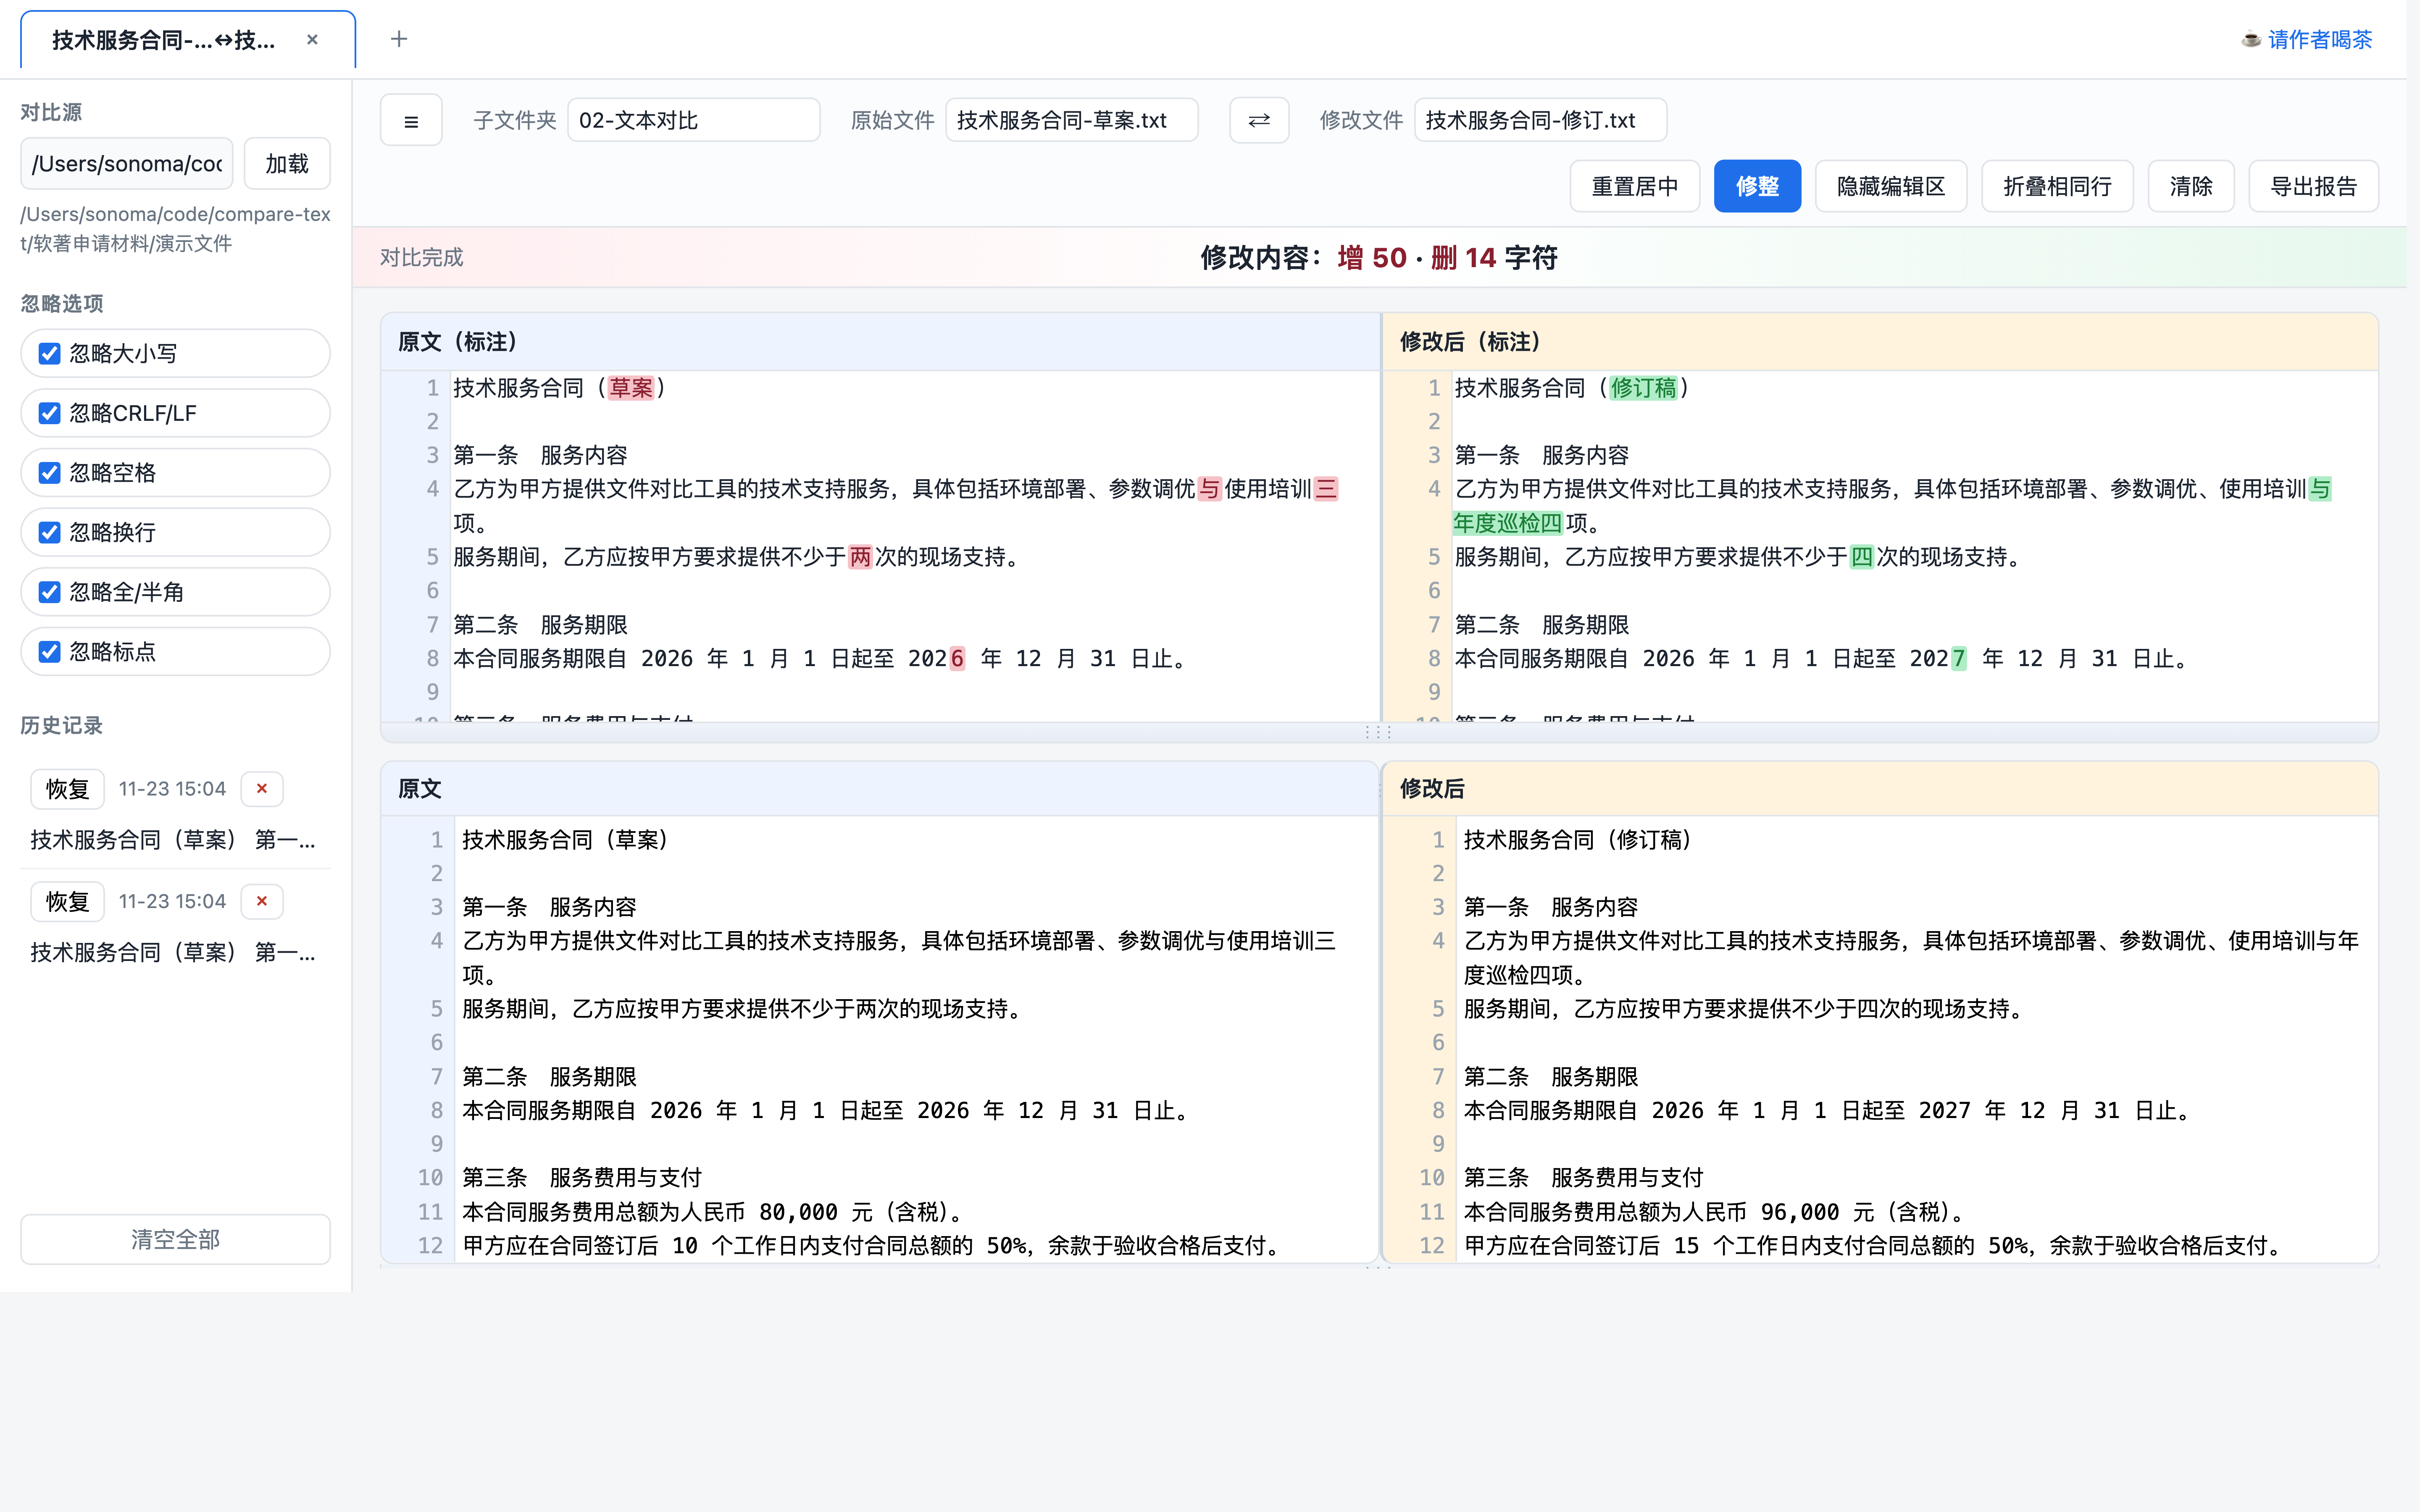 技术服务合同-...↔技... × +
☕ 请作者喝茶
对比源
/Users/sonoma/coc 加载
/Users/sonoma/code/compare-tex
t/软著申请材料/演示文件
忽略选项
忽略大小写
忽略CRLF/LF
忽略空格
忽略换行
忽略全/半角
忽略标点
历史记录
恢复 11-23 15:04 ×
技术服务合同（草案） 第一...
恢复 11-23 15:04 ×
技术服务合同（草案） 第一...
清空全部
≡ 子文件夹 02-文本对比 原始文件 技术服务合同-草案.txt ⇄ 修改文件 技术服务合同-修订.txt
重置居中 修整 隐藏编辑区 折叠相同行 清除 导出报告
对比完成
修改内容：增 50 · 删 14 字符
原文（标注）
1 技术服务合同（草案）
2
3 第一条　服务内容
4 乙方为甲方提供文件对比工具的技术支持服务，具体包括环境部署、参数调优与使用培训三
项。
5 服务期间，乙方应按甲方要求提供不少于两次的现场支持。
6
7 第二条　服务期限
8 本合同服务期限自 2026 年 1 月 1 日起至 2026 年 12 月 31 日止。
9
10 第三条　服务费用与支付
修改后（标注）
1 技术服务合同（修订稿）
2
3 第一条　服务内容
4 乙方为甲方提供文件对比工具的技术支持服务，具体包括环境部署、参数调优、使用培训与
年度巡检四项。
5 服务期间，乙方应按甲方要求提供不少于四次的现场支持。
6
7 第二条　服务期限
8 本合同服务期限自 2026 年 1 月 1 日起至 2027 年 12 月 31 日止。
9
10 第三条　服务费用与支付
原文
1 技术服务合同（草案）
2
3 第一条　服务内容
4 乙方为甲方提供文件对比工具的技术支持服务，具体包括环境部署、参数调优与使用培训三
项。
5 服务期间，乙方应按甲方要求提供不少于两次的现场支持。
6
7 第二条　服务期限
8 本合同服务期限自 2026 年 1 月 1 日起至 2026 年 12 月 31 日止。
9
10 第三条　服务费用与支付
11 本合同服务费用总额为人民币 80,000 元（含税）。
12 甲方应在合同签订后 10 个工作日内支付合同总额的 50%，余款于验收合格后支付。
修改后
1 技术服务合同（修订稿）
2
3 第一条　服务内容
4 乙方为甲方提供文件对比工具的技术支持服务，具体包括环境部署、参数调优、使用培训与年
度巡检四项。
5 服务期间，乙方应按甲方要求提供不少于四次的现场支持。
6
7 第二条　服务期限
8 本合同服务期限自 2026 年 1 月 1 日起至 2027 年 12 月 31 日止。
9
10 第三条　服务费用与支付
11 本合同服务费用总额为人民币 96,000 元（含税）。
12 甲方应在合同签订后 15 个工作日内支付合同总额的 50%，余款于验收合格后支付。